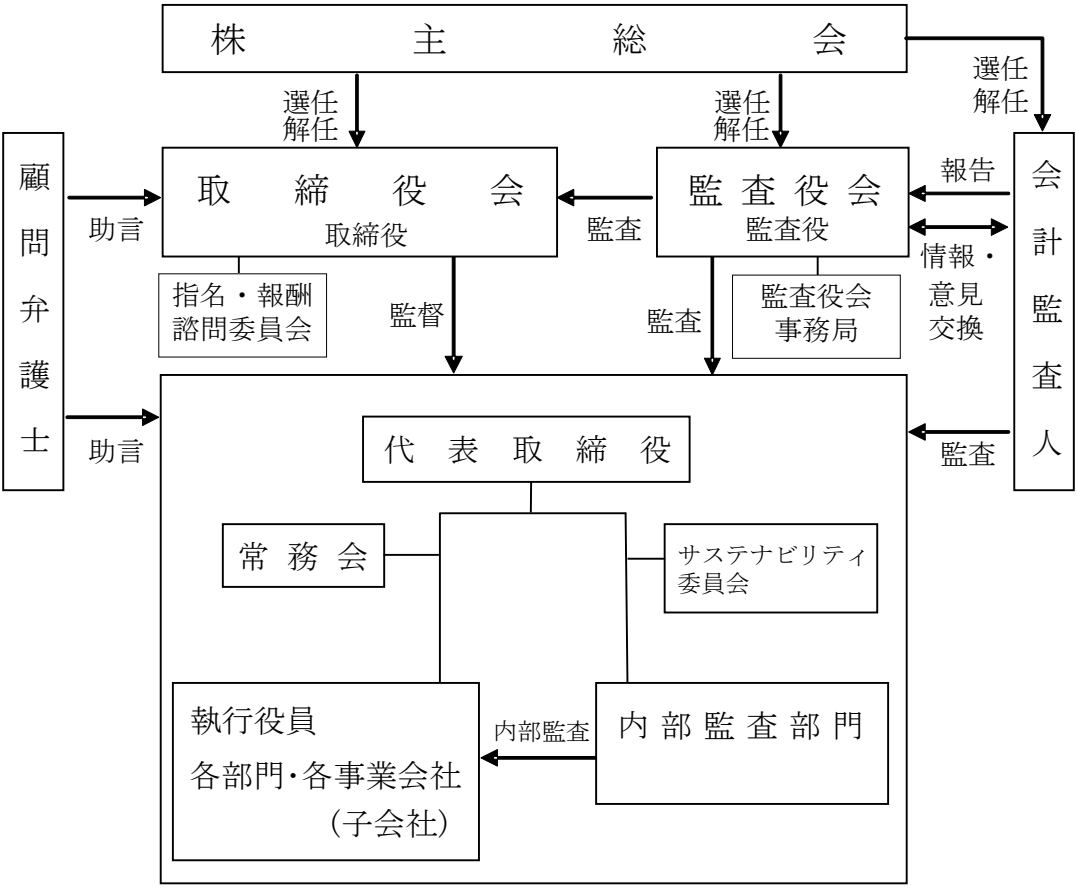 株主総会
選任
解任
選任
解任
選任
解任
顧問弁護士
助言
助言
取締役会
取締役
監査
監査役会
監査役
報告
情報・
意見
交換
会計監査人
指名・報酬
諮問委員会
監督
監査
監査役会
事務局
監査
代表取締役
常務会
サステナビリティ
委員会
執行役員
各部門・各事業会社
(子会社)
内部監査
内部監査部門